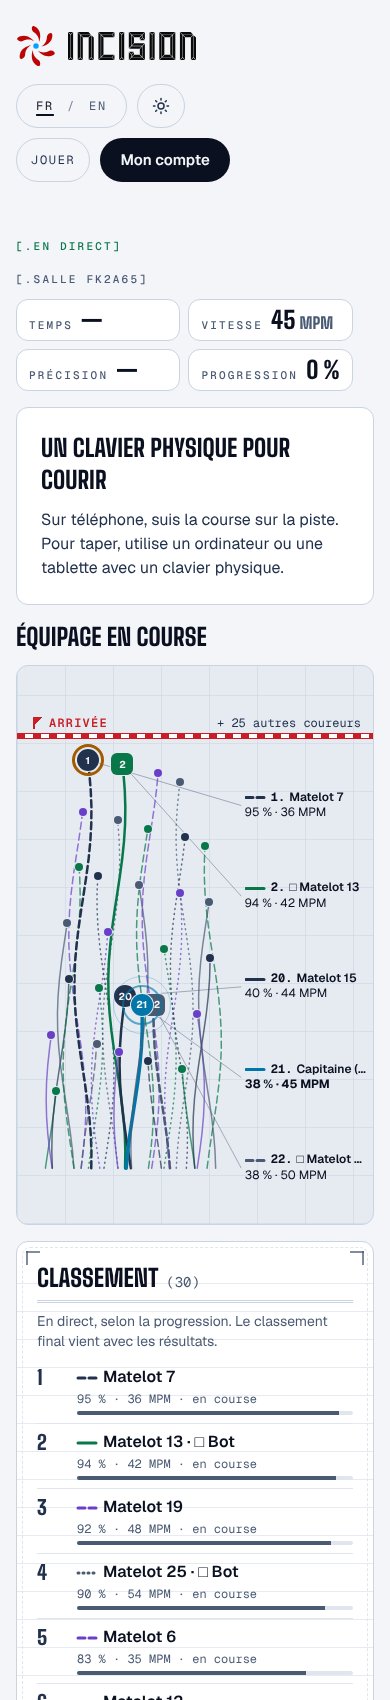 INCISION
FR / EN
JOUER
Mon compte
[.EN DIRECT]
[.SALLE FK2A65]
TEMPS —
VITESSE 45 MPM
PRÉCISION —
PROGRESSION 0 %
UN CLAVIER PHYSIQUE POUR
COURIR
Sur téléphone, suis la course sur la piste.
Pour taper, utilise un ordinateur ou une
tablette avec un clavier physique.
ÉQUIPAGE EN COURSE
ARRIVÉE
+ 25 autres coureurs
1
2
1. Matelot 7
95 % · 36 MPM
2. □ Matelot 13
94 % · 42 MPM
20
21
2
20. Matelot 15
40 % · 44 MPM
21. Capitaine (…
38 % · 45 MPM
22. □ Matelot …
38 % · 50 MPM
CLASSEMENT (30)
En direct, selon la progression. Le classement
final vient avec les résultats.
1 Matelot 7
95 % · 36 MPM · en course
2 Matelot 13 · □ Bot
94 % · 42 MPM · en course
3 Matelot 19
92 % · 48 MPM · en course
4 Matelot 25 · □ Bot
90 % · 54 MPM · en course
5 Matelot 6
83 % · 35 MPM · en course